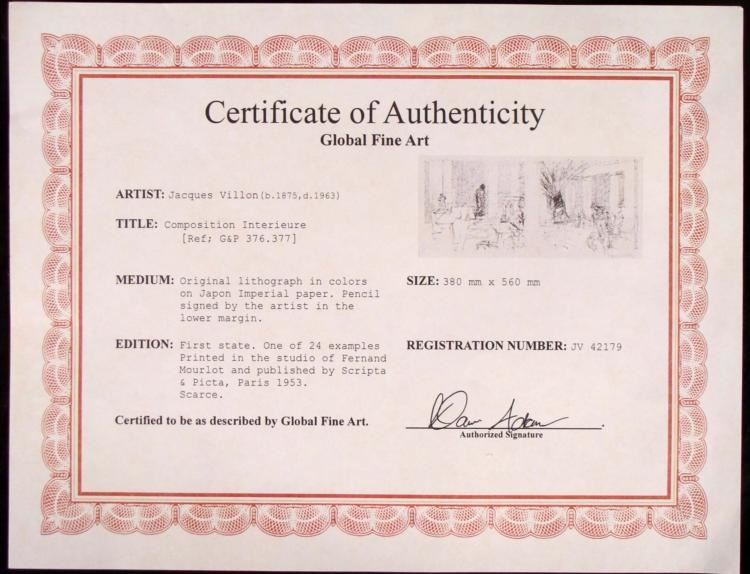 Certificate of Authenticity
Global Fine Art
ARTIST: Jacques Villon(b.1875,d.1963)
TITLE: Composition Interieure
[Ref; G&P 376.377]
MEDIUM: Original lithograph in colors
on Japon Imperial paper. Pencil
signed by the artist in the
lower margin.
SIZE: 380 mm x 560 mm
EDITION: First state. One of 24 examples
Printed in the studio of Fernand
Mourlot and published by Scripta
& Picta, Paris 1953.
Scarce.
REGISTRATION NUMBER: JV 42179
Certified to be as described by Global Fine Art.
Authorized Signature